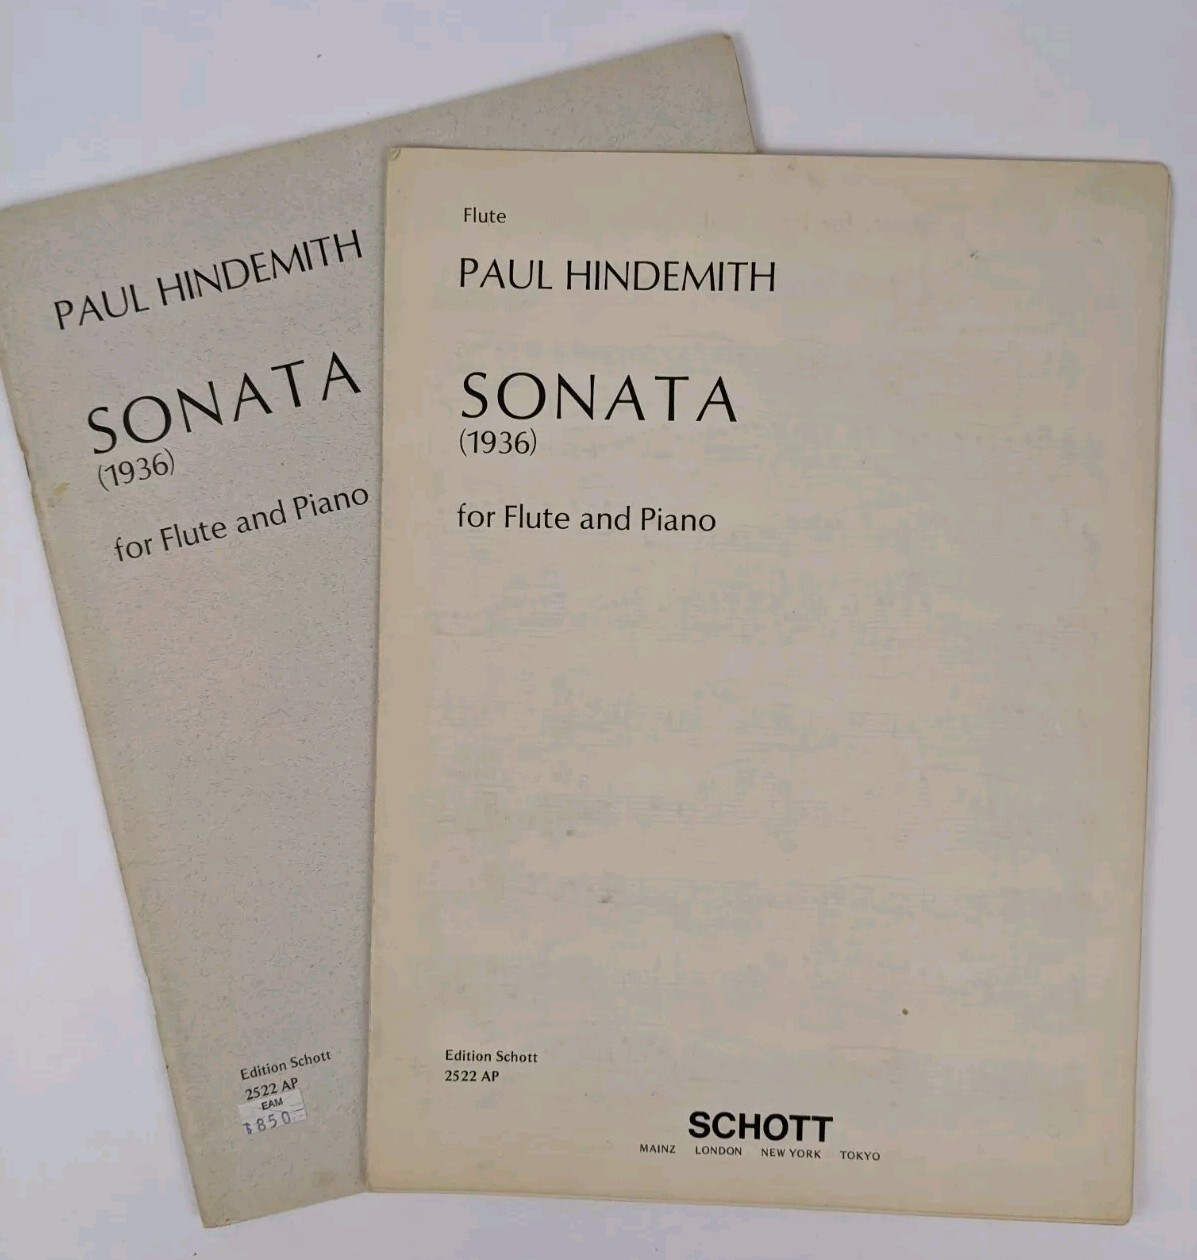 PAUL HINDEMITH
SONATA
(1936)
for Flute and Piano
Edition Schott
2522 AP
EAM
$850
Flute
PAUL HINDEMITH
SONATA
(1936)
for Flute and Piano
Edition Schott
2522 AP
SCHOTT
MAINZ LONDON NEW YORK TOKYO